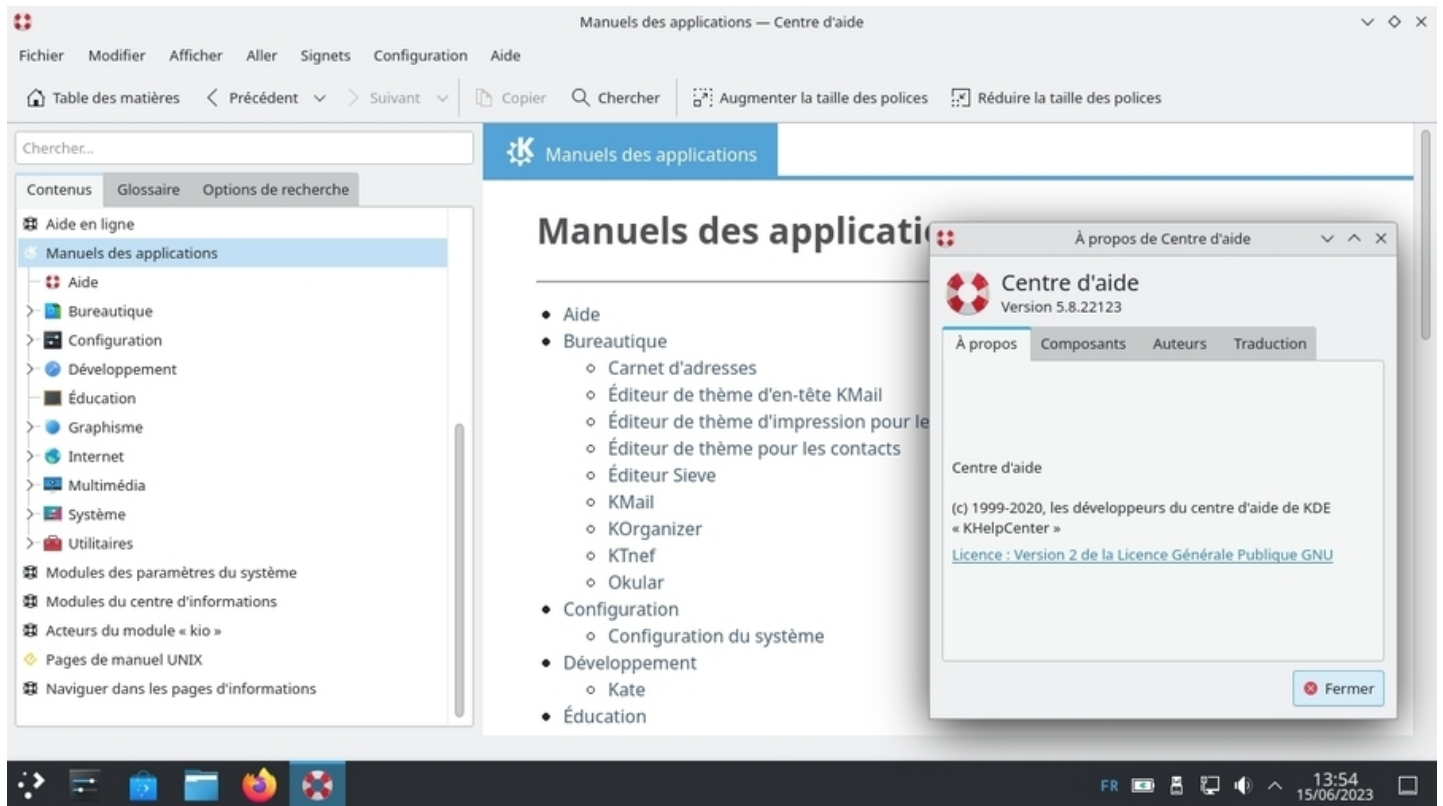 Manuels des applications — Centre d'aide
Fichier Modifier Afficher Aller Signets Configuration Aide
Table des matières Précédent Suivant Copier Chercher Augmenter la taille des polices Réduire la taille des polices
Chercher...
Contenus Glossaire Options de recherche
Aide en ligne
Manuels des applications
Aide
Bureautique
Configuration
Développement
Éducation
Graphisme
Internet
Multimédia
Système
Utilitaires
Modules des paramètres du système
Modules du centre d'informations
Acteurs du module « kio »
Pages de manuel UNIX
Naviguer dans les pages d'informations
Manuels des applications
Manuels des applicatio
Aide
Bureautique
Carnet d'adresses
Éditeur de thème d'en-tête KMail
Éditeur de thème d'impression pour le
Éditeur de thème pour les contacts
Éditeur Sieve
KMail
KOrganizer
KTnef
Okular
Configuration
Configuration du système
Développement
Kate
Éducation
À propos de Centre d'aide
Centre d'aide
Version 5.8.22123
À propos Composants Auteurs Traduction
Centre d'aide
(c) 1999-2020, les développeurs du centre d'aide de KDE
« KHelpCenter »
Licence : Version 2 de la Licence Générale Publique GNU
Fermer
FR
13:54
15/06/2023